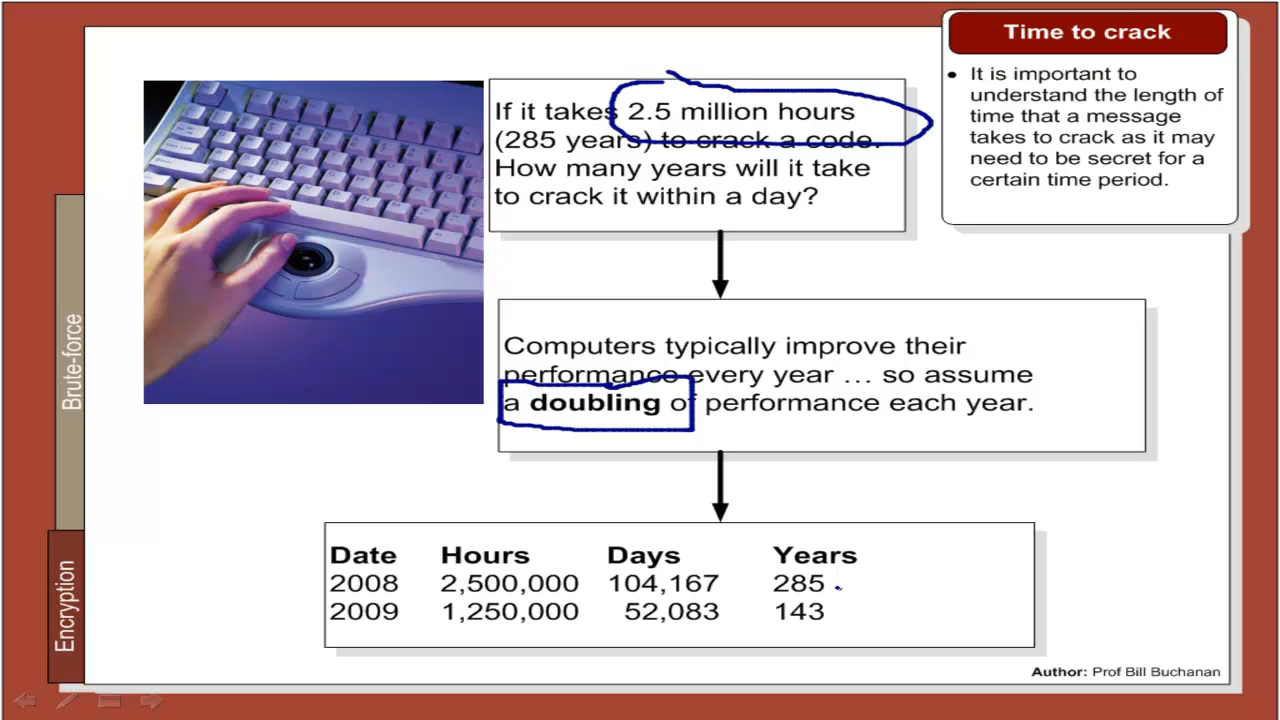 Time to crack
• It is important to
understand the length of
time that a message
takes to crack as it may
need to be secret for a
certain time period.
If it takes 2.5 million hours
(285 years) to crack a code.
How many years will it take
to crack it within a day?
Computers typically improve their
performance every year … so assume
a doubling of performance each year.
Date Hours Days Years
2008 2,500,000 104,167 285
2009 1,250,000 52,083 143
Brute-force
Encryption
Author: Prof Bill Buchanan